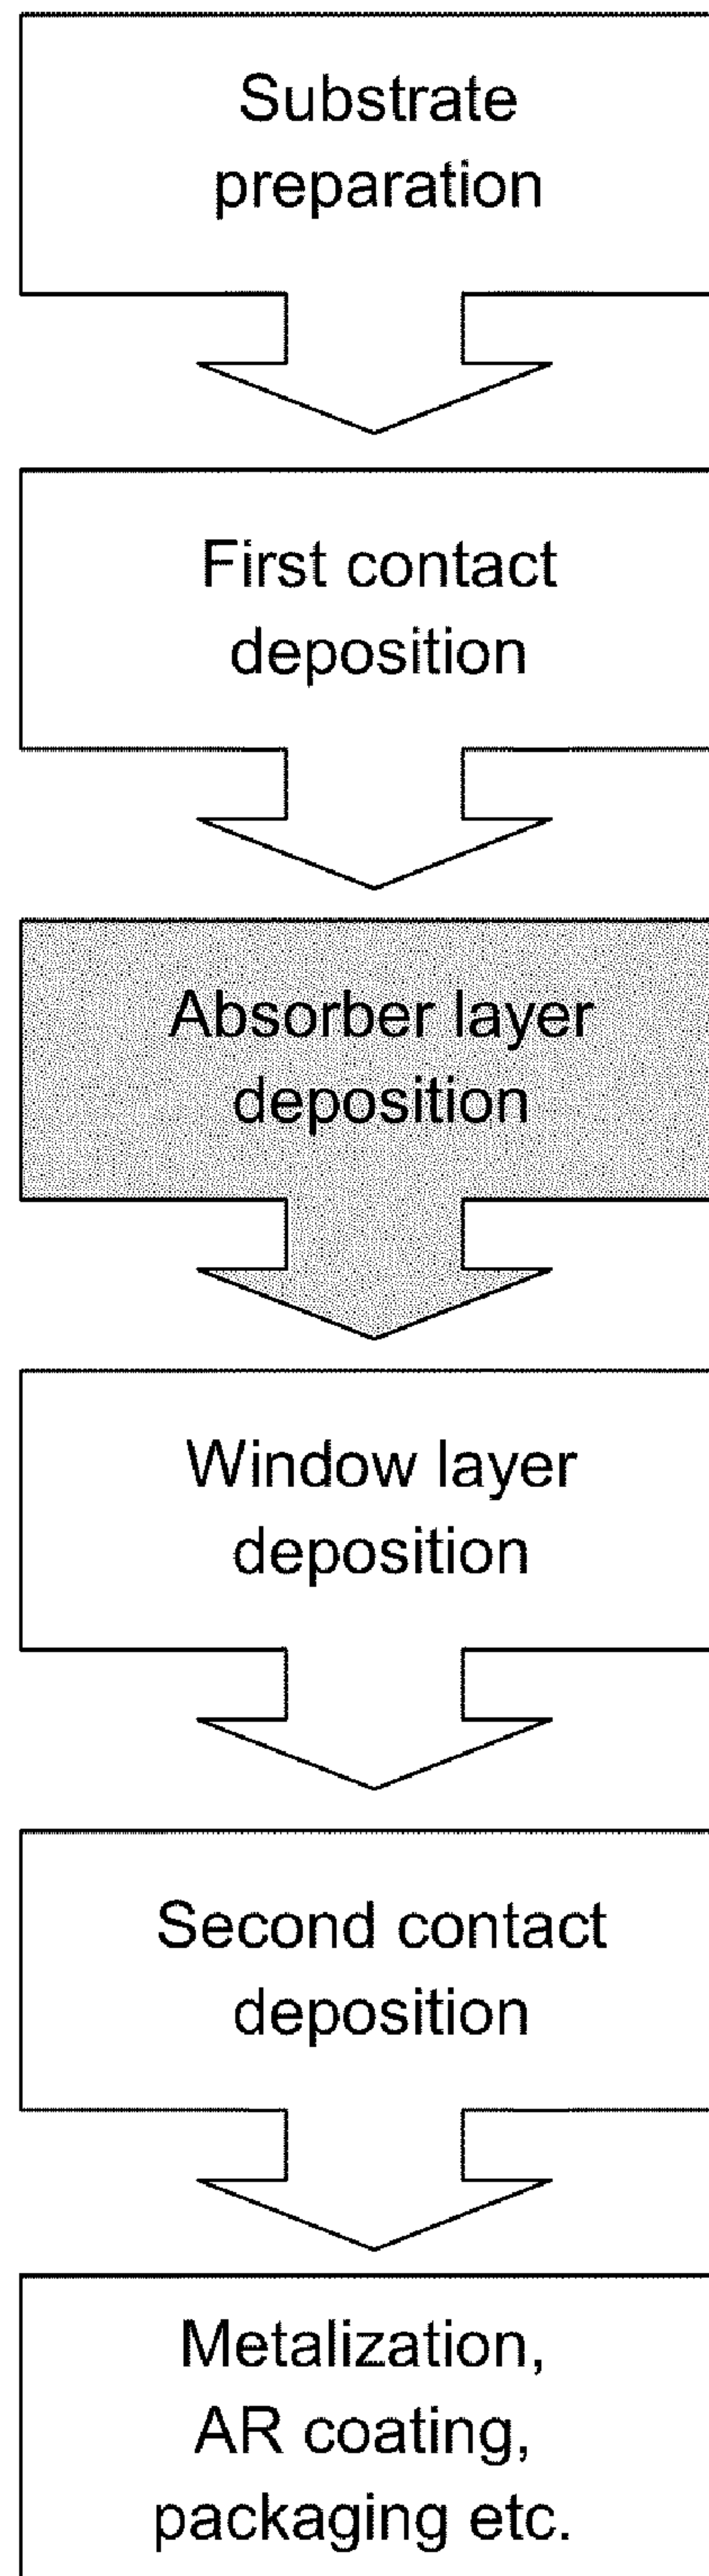 Substrate
preparation
First contact
deposition
Absorber layer
deposition
Window layer
deposition
Second contact
deposition
Metalization,
AR coating,
packaging etc.